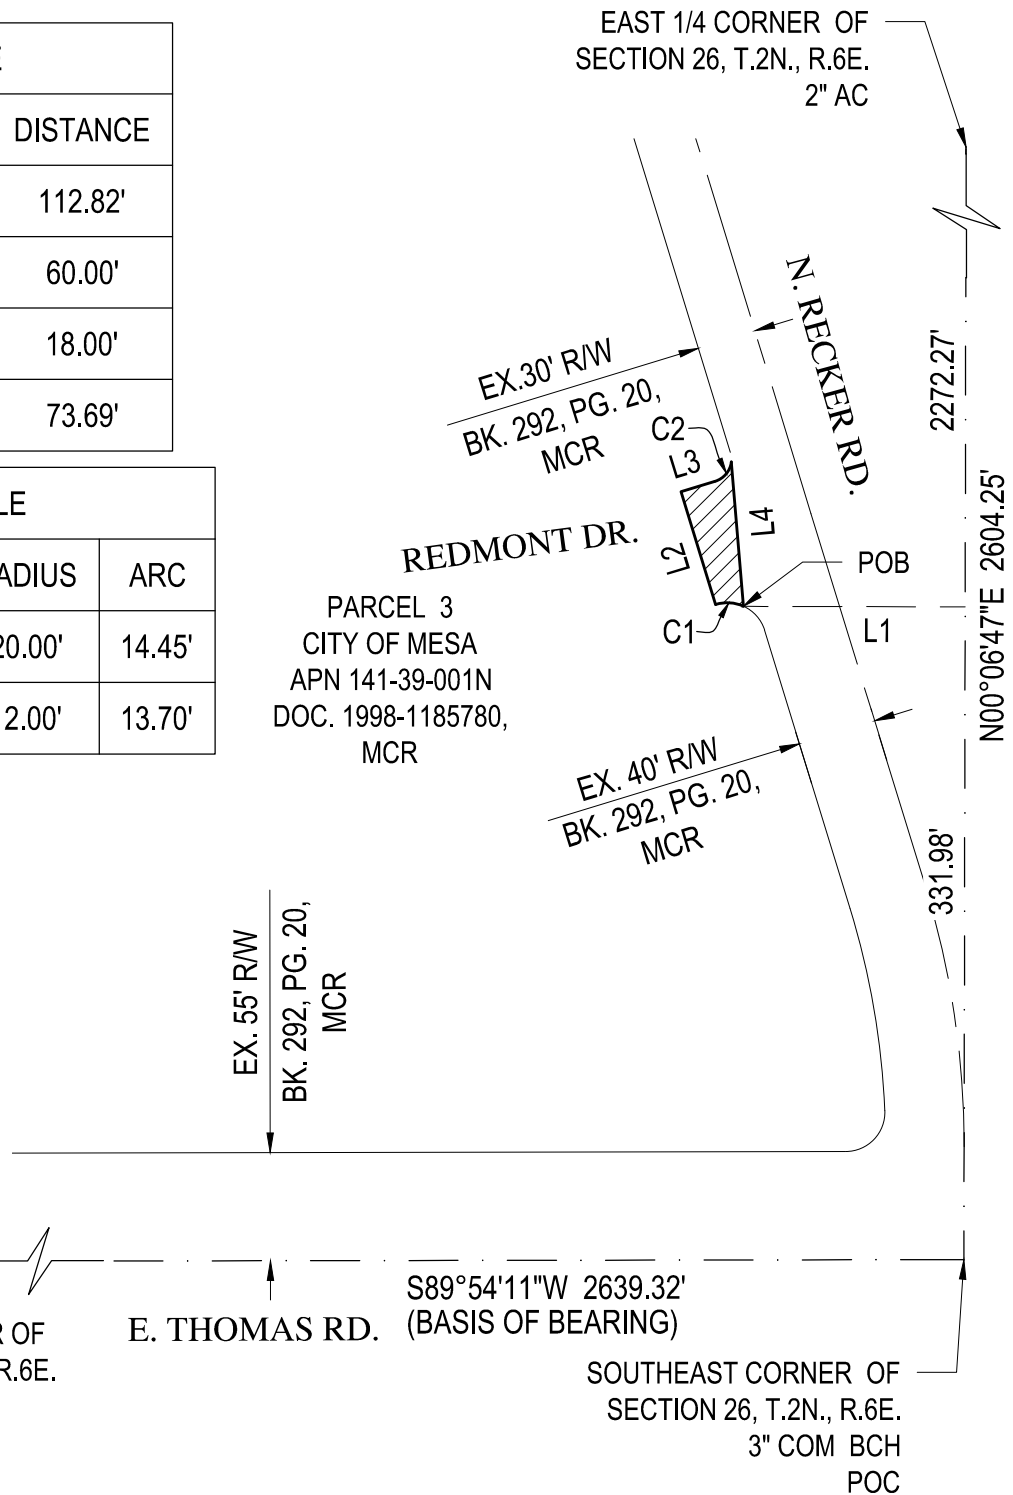 EAST 1/4 CORNER OF
SECTION 26, T.2N., R.6E.
2" AC
DISTANCE
112.82'
60.00'
18.00'
73.69'
ARC
14.45'
13.70'
N. RECKER RD.
EX.30' R/W
BK. 292, PG. 20,
MCR
C2
L3
L4
L2
REDMONT DR.
POB
C1
L1
2272.27'
N00°06'47"E 2604.25'
PARCEL 3
CITY OF MESA
APN 141-39-001N
DOC. 1998-1185780,
MCR
EX. 40' R/W
BK. 292, PG. 20,
MCR
331.98'
EX. 55' R/W
BK. 292, PG. 20,
MCR
S89°54'11"W 2639.32'
(BASIS OF BEARING)
E. THOMAS RD.
OF
R.6E.
SOUTHEAST CORNER OF
SECTION 26, T.2N., R.6E.
3" COM BCH
POC